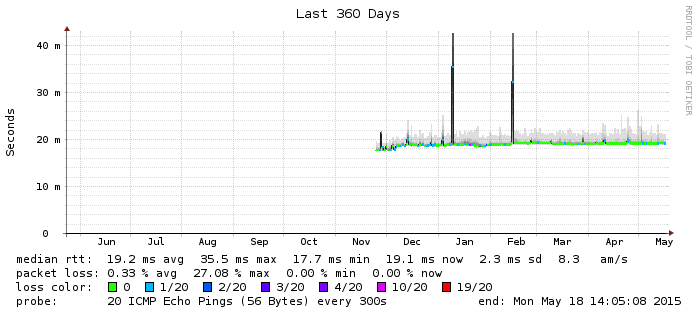 Last 360 Days
RRDTOOL / TOBI OETIKER
Seconds
40 m
30 m
20 m
10 m
0
Jun Jul Aug Sep Oct Nov Dec Jan Feb Mar Apr May
median rtt: 19.2 ms avg 35.5 ms max 17.7 ms min 19.1 ms now 2.3 ms sd 8.3 am/s
packet loss: 0.33 % avg 27.08 % max 0.00 % min 0.00 % now
loss color: 0 1/20 2/20 3/20 4/20 10/20 19/20
probe: 20 ICMP Echo Pings (56 Bytes) every 300s end: Mon May 18 14:05:08 2015